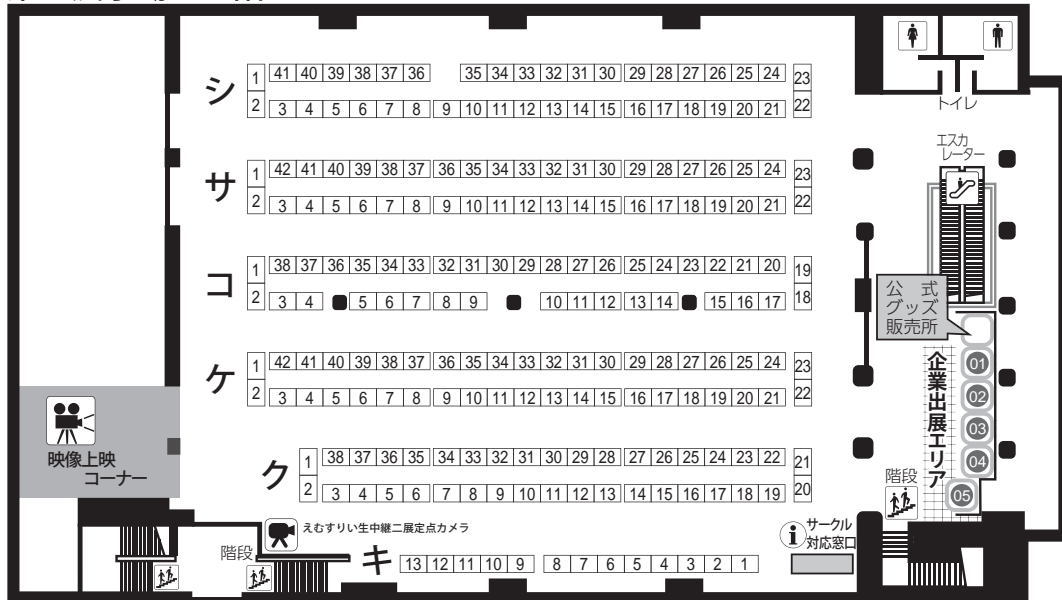 シ
1 41 40 39 38 37 36 35 34 33 32 31 30 29 28 27 26 25 24 23
2 3 4 5 6 7 8 9 10 11 12 13 14 15 16 17 18 19 20 21 22
サ
1 42 41 40 39 38 37 36 35 34 33 32 31 30 29 28 27 26 25 24 23
2 3 4 5 6 7 8 9 10 11 12 13 14 15 16 17 18 19 20 21 22
コ
1 38 37 36 35 34 33 32 31 30 29 28 27 26 25 24 23 22 21 20 19
2 3 4 5 6 7 8 9 10 11 12 13 14 15 16 17 18
ケ
1 42 41 40 39 38 37 36 35 34 33 32 31 30 29 28 27 26 25 24 23
2 3 4 5 6 7 8 9 10 11 12 13 14 15 16 17 18 19 20 21 22
ク
1 38 37 36 35 34 33 32 31 30 29 28 27 26 25 24 23 22 21
2 3 4 5 6 7 8 9 10 11 12 13 14 15 16 17 18 19 20
キ
13 12 11 10 9 8 7 6 5 4 3 2 1
トイレ
エスカ
レーター
公式
グッズ
販売所
企業出展エリア
01
02
03
04
05
階段
サークル
対応窓口
映像上映
コーナー
えむすりい生中継二展定点カメラ
階段